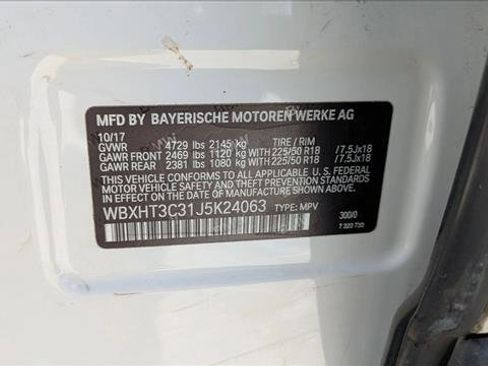 MFD BY BAYERISCHE MOTOREN WERKE AG
10/17
GVWR 4729 lbs 2145 kg TIRE / RIM
GAWR FRONT 2469 lbs 1120 kg WITH 225/50 R18 /7.5Jx18
GAWR REAR 2381 lbs 1080 kg WITH 225/50 R18 /7.5Jx18
THIS VEHICLE CONFORMS TO ALL APPLICABLE U.S. FEDERAL
MOTOR VEHICLE SAFETY, BUMPER, AND THEFT PREVENTION
STANDARDS IN EFFECT ON THE DATE OF MANUFACTURE SHOWN ABOVE.
WBXHT3C31J5K24063 TYPE: MPV 300/0